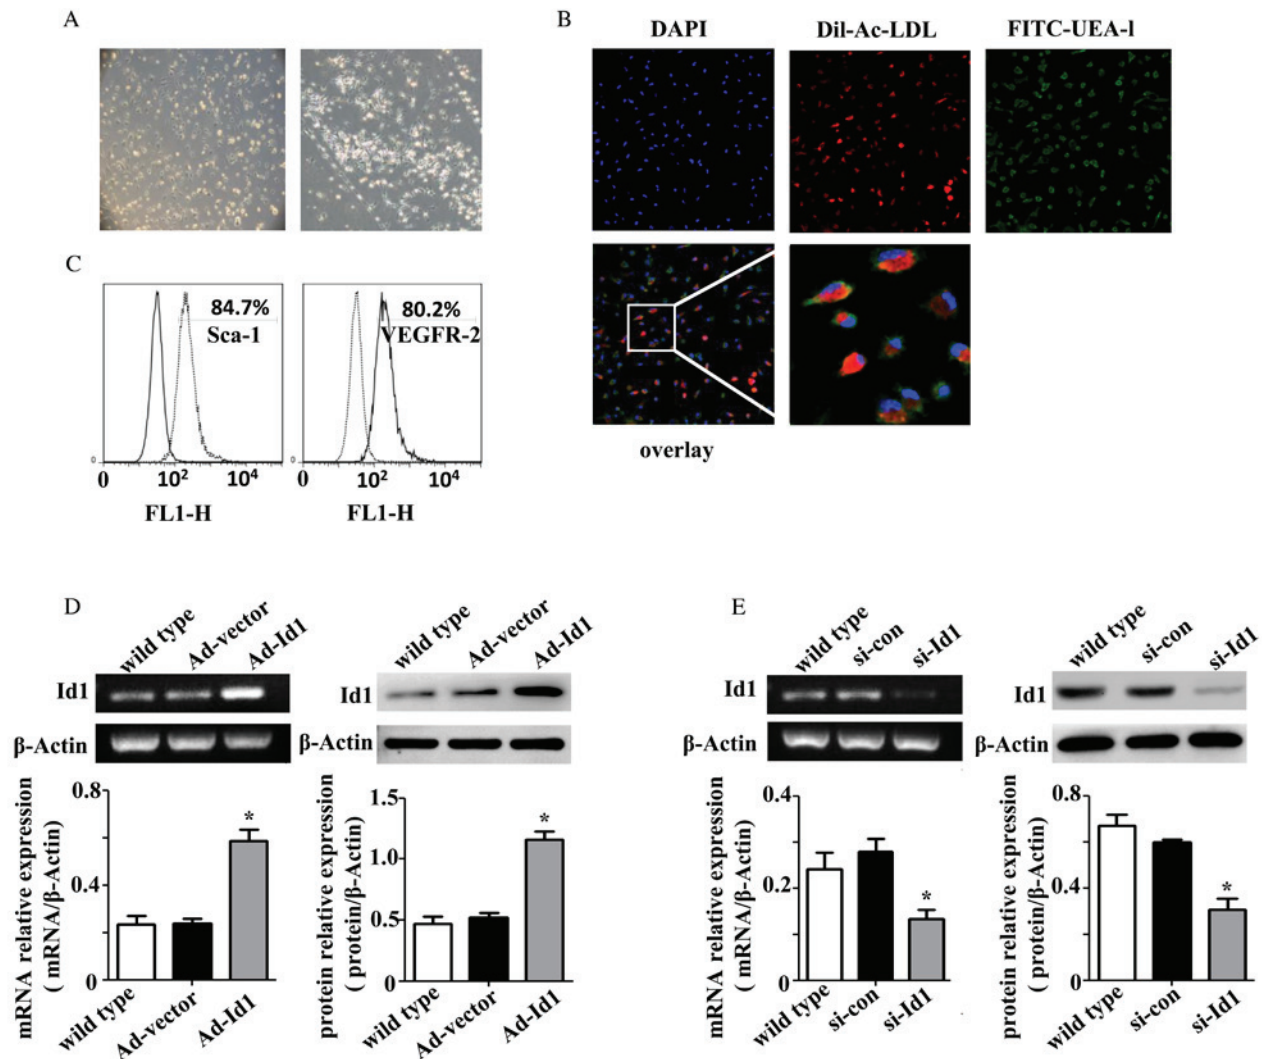 A
B
DAPI
Dil-Ac-LDL
FITC-UEA-l
overlay
C
84.7%
Sca-1
0
0
10²
10⁴
FL1-H
80.2%
VEGFR-2
0
0
10²
10⁴
FL1-H
D
wild type
Ad-vector
Ad-Id1
Id1
β-Actin
mRNA relative expression
( mRNA/β-Actin)
0.8
0.4
0
*
wild type
Ad-vector
Ad-Id1
wild type
Ad-vector
Ad-Id1
Id1
β-Actin
protein relative expression
(protein/β-Actin)
1.5
1.0
0.5
0
*
wild type
Ad-vector
Ad-Id1
E
wild type
si-con
si-Id1
Id1
β-Actin
mRNA relative expression
( mRNA/β-Actin)
0.4
0.2
0
*
wild type
si-con
si-Id1
wild type
si-con
si-Id1
Id1
β-Actin
protein relative expression
( protein/β-Actin)
0.8
0.4
0
*
wild type
si-con
si-Id1